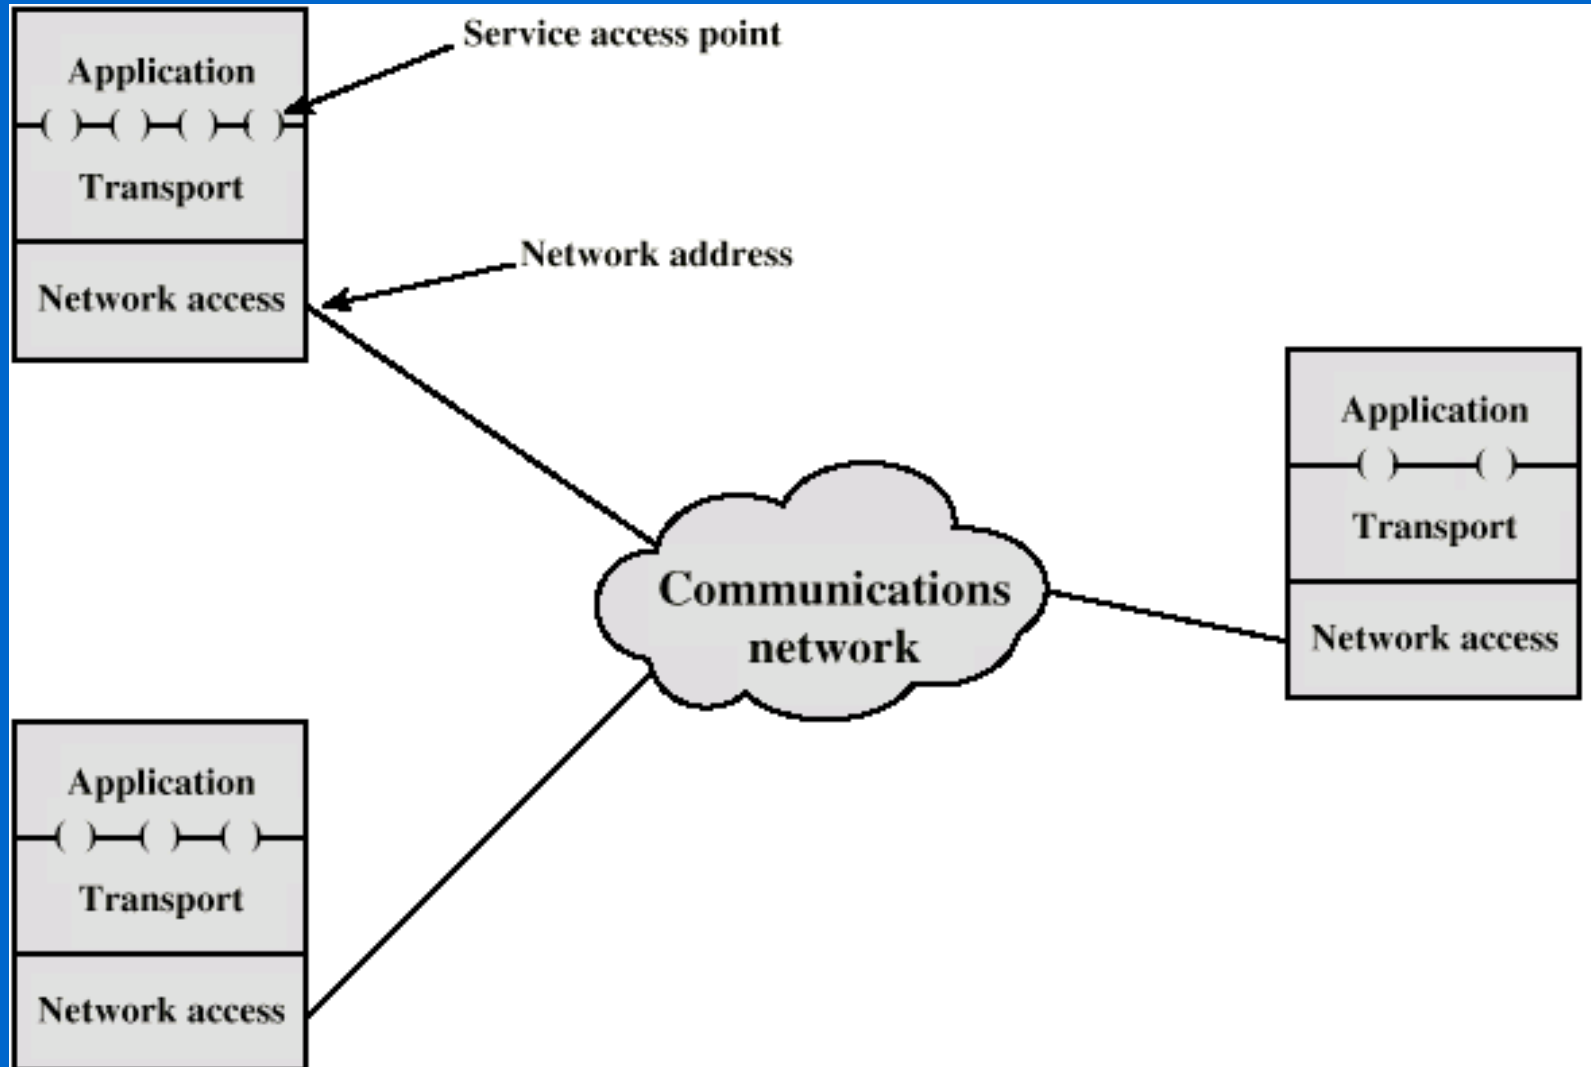 Service access point
Application
Transport
Network address
Network access
Application
Transport
Communications
network
Network access
Application
Transport
Network access